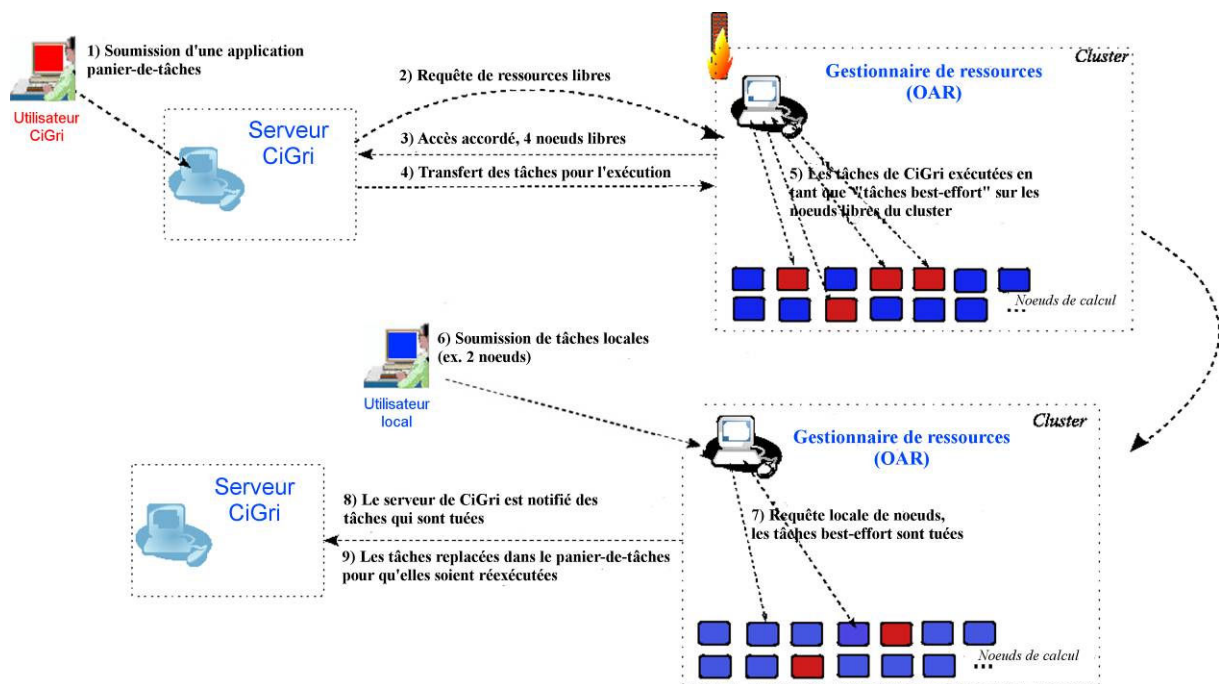 1) Soumission d'une application
panier-de-tâches
Utilisateur
CiGri
Serveur
CiGri
2) Requête de ressources libres
3) Accès accordé, 4 noeuds libres
4) Transfert des tâches pour l'exécution
Cluster
Gestionnaire de ressources
(OAR)
5) Les tâches de CiGri exécutées en
tant que "tâches best-effort" sur les
noeuds libres du cluster
Noeuds de calcul
...
6) Soumission de tâches locales
(ex. 2 noeuds)
Utilisateur
local
Cluster
Gestionnaire de ressources
(OAR)
7) Requête locale de noeuds,
les tâches best-effort sont tuées
Serveur
CiGri
8) Le serveur de CiGri est notifié des
tâches qui sont tuées
9) Les tâches replacées dans le panier-de-tâches
pour qu'elles soient réexécutées
Noeuds de calcul
...